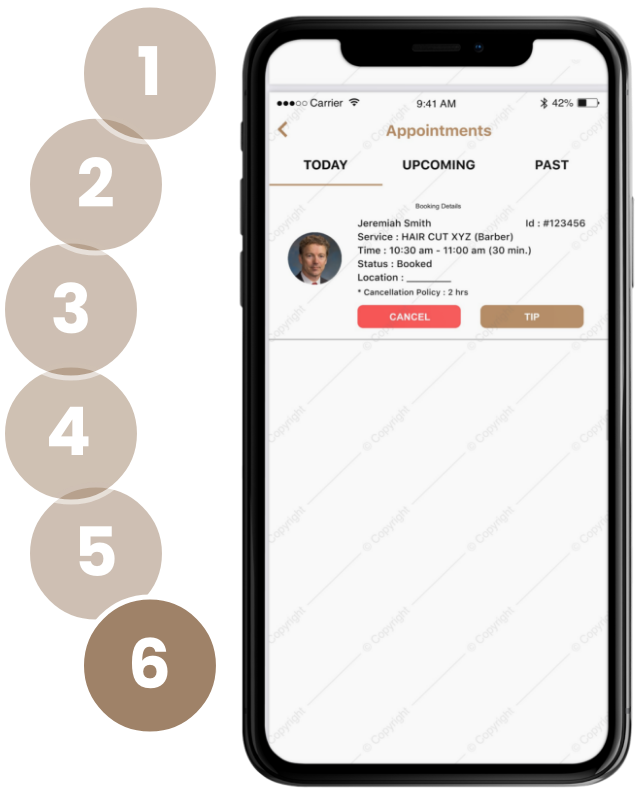 1
2
3
4
5
6
●●●○○ Carrier 9:41 AM 42%
Appointments
TODAY UPCOMING PAST
Booking Details
Jeremiah Smith Id : #123456
Service : HAIR CUT XYZ (Barber)
Time : 10:30 am - 11:00 am (30 min.)
Status : Booked
Location : ________
* Cancellation Policy : 2 hrs
CANCEL TIP
© Copyright